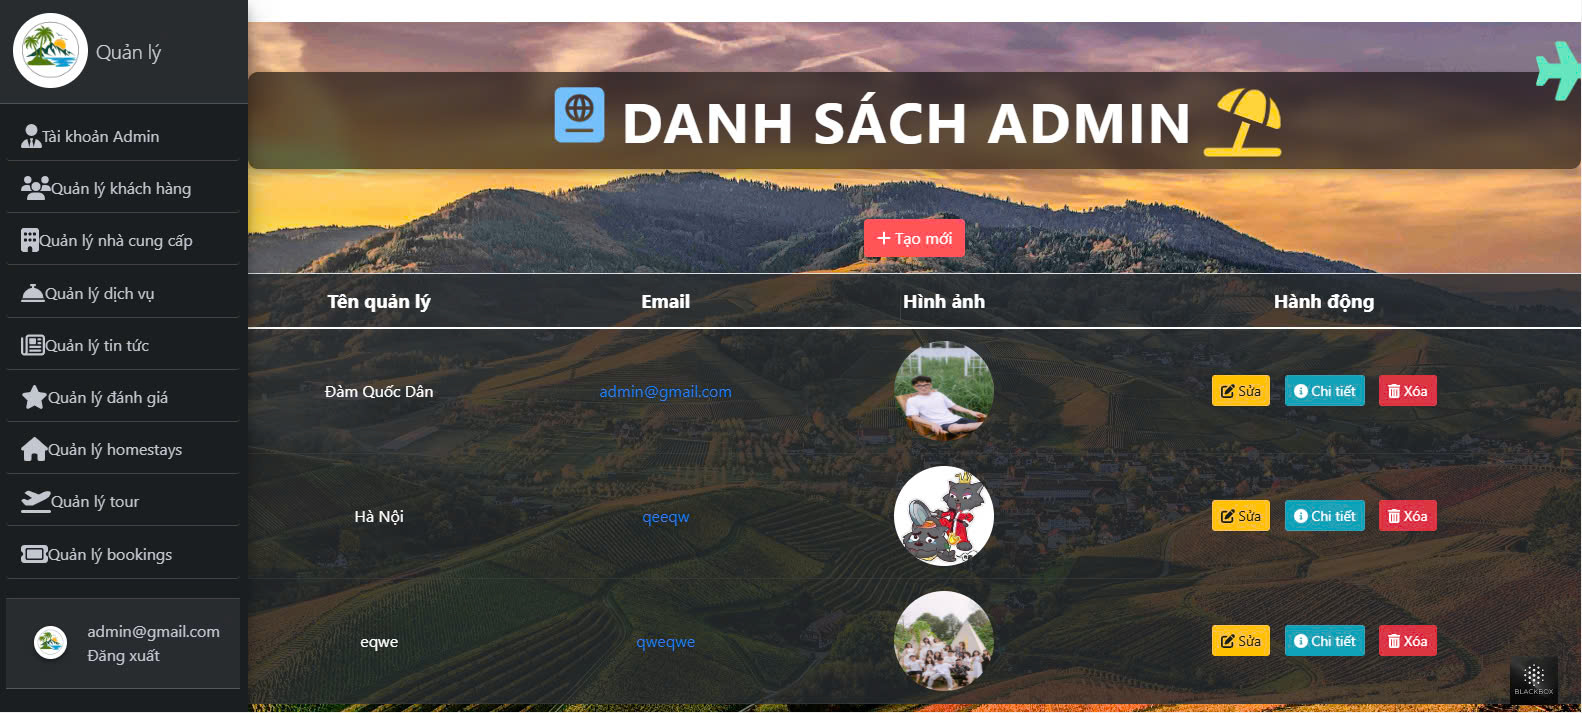 Quản lý
Tài khoản Admin
Quản lý khách hàng
Quản lý nhà cung cấp
Quản lý dịch vụ
Quản lý tin tức
Quản lý đánh giá
Quản lý homestays
Quản lý tour
Quản lý bookings
admin@gmail.com
Đăng xuất
DANH SÁCH ADMIN
Tạo mới
Tên quản lý Email Hình ảnh Hành động
Đàm Quốc Dân admin@gmail.com Sửa Chi tiết Xóa
Hà Nội qeeqw Sửa Chi tiết Xóa
eqwe qweqwe Sửa Chi tiết Xóa
BLACKBOX